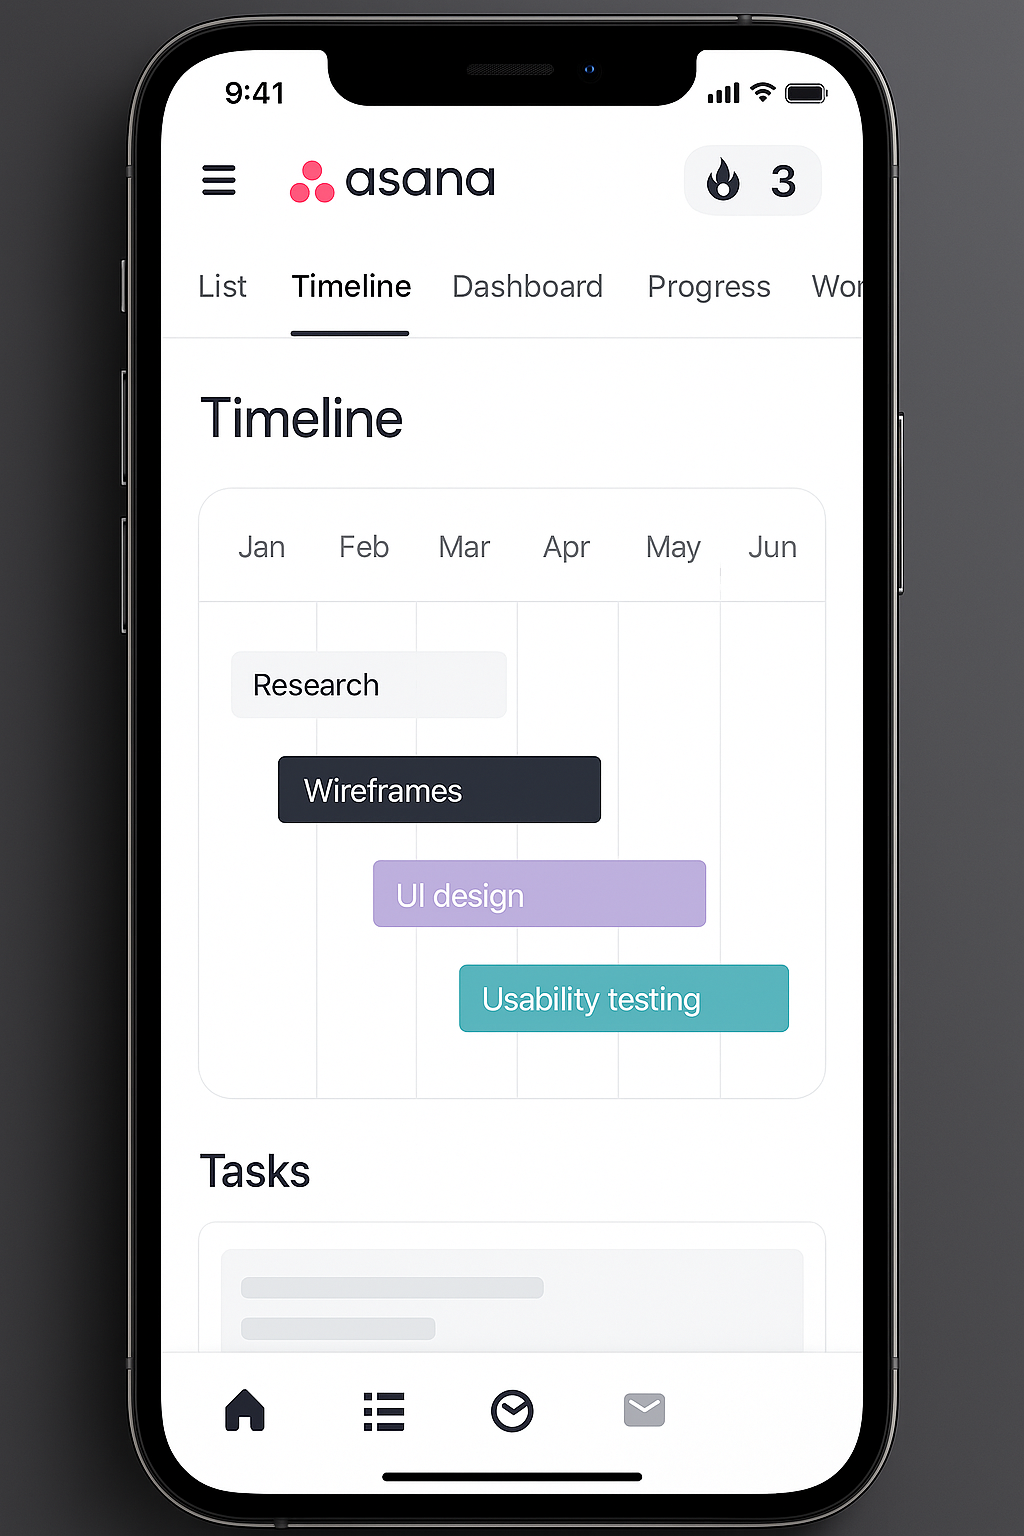 9:41
asana
3
List Timeline Dashboard Progress Wor
Timeline
Jan Feb Mar Apr May Jun
Research
Wireframes
UI design
Usability testing
Tasks